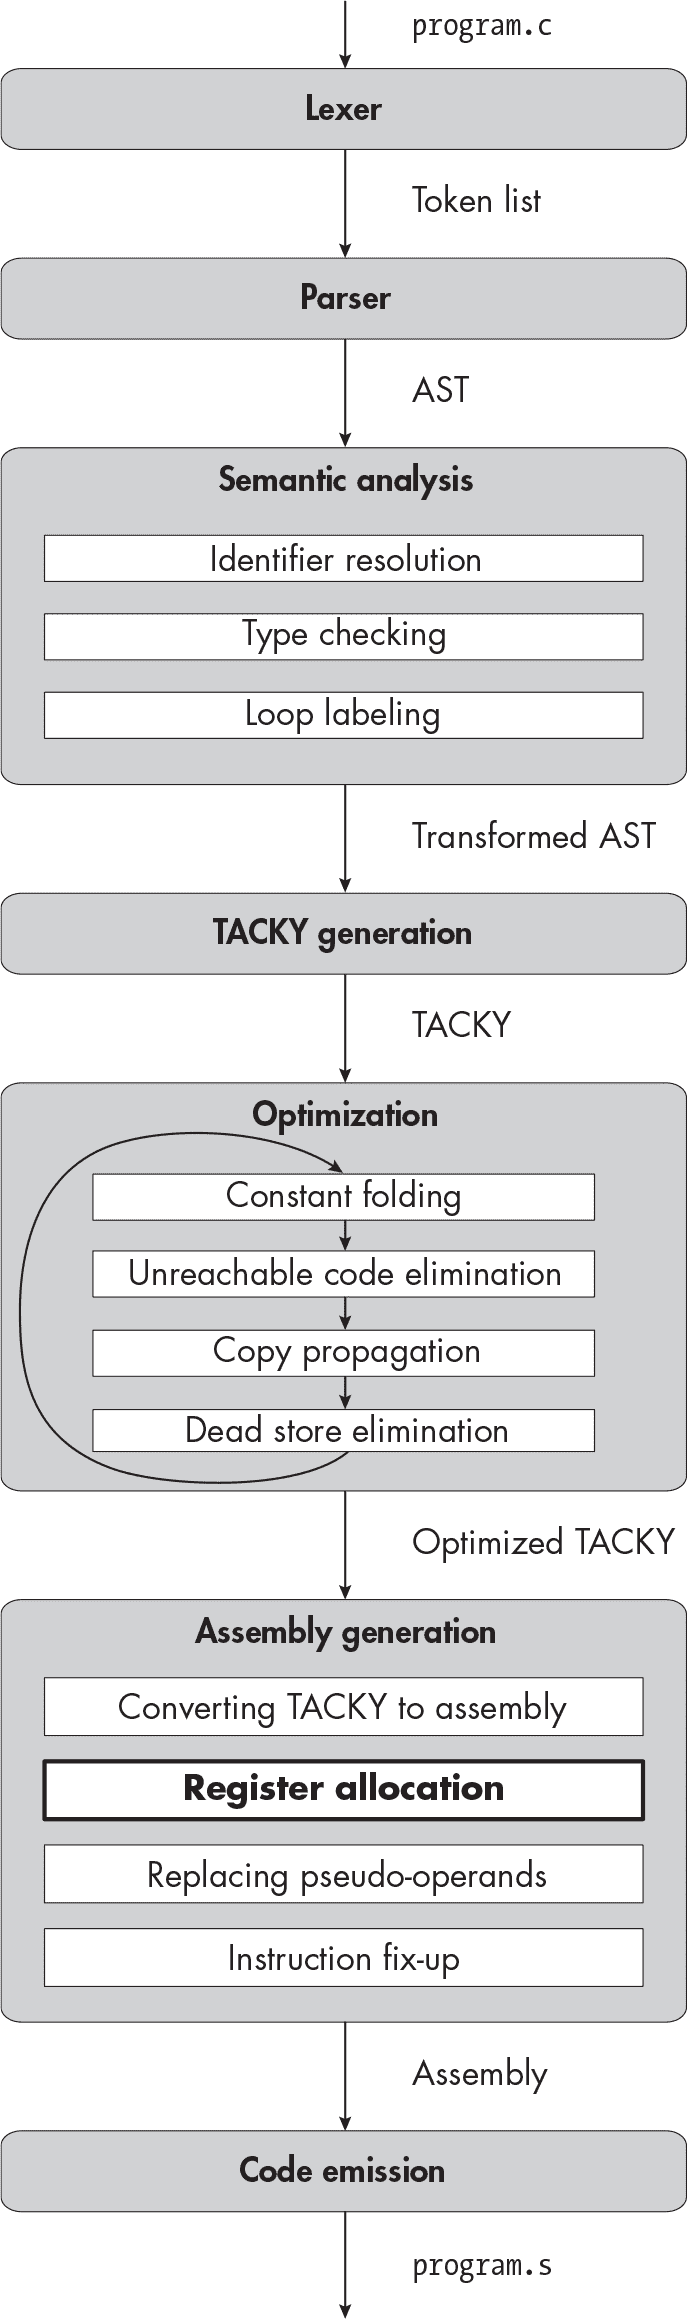 program.c
Lexer
Token list
Parser
AST
Semantic analysis
Identifier resolution
Type checking
Loop labeling
Transformed AST
TACKY generation
TACKY
Optimization
Constant folding
Unreachable code elimination
Copy propagation
Dead store elimination
Optimized TACKY
Assembly generation
Converting TACKY to assembly
Register allocation
Replacing pseudo-operands
Instruction fix-up
Assembly
Code emission
program.s